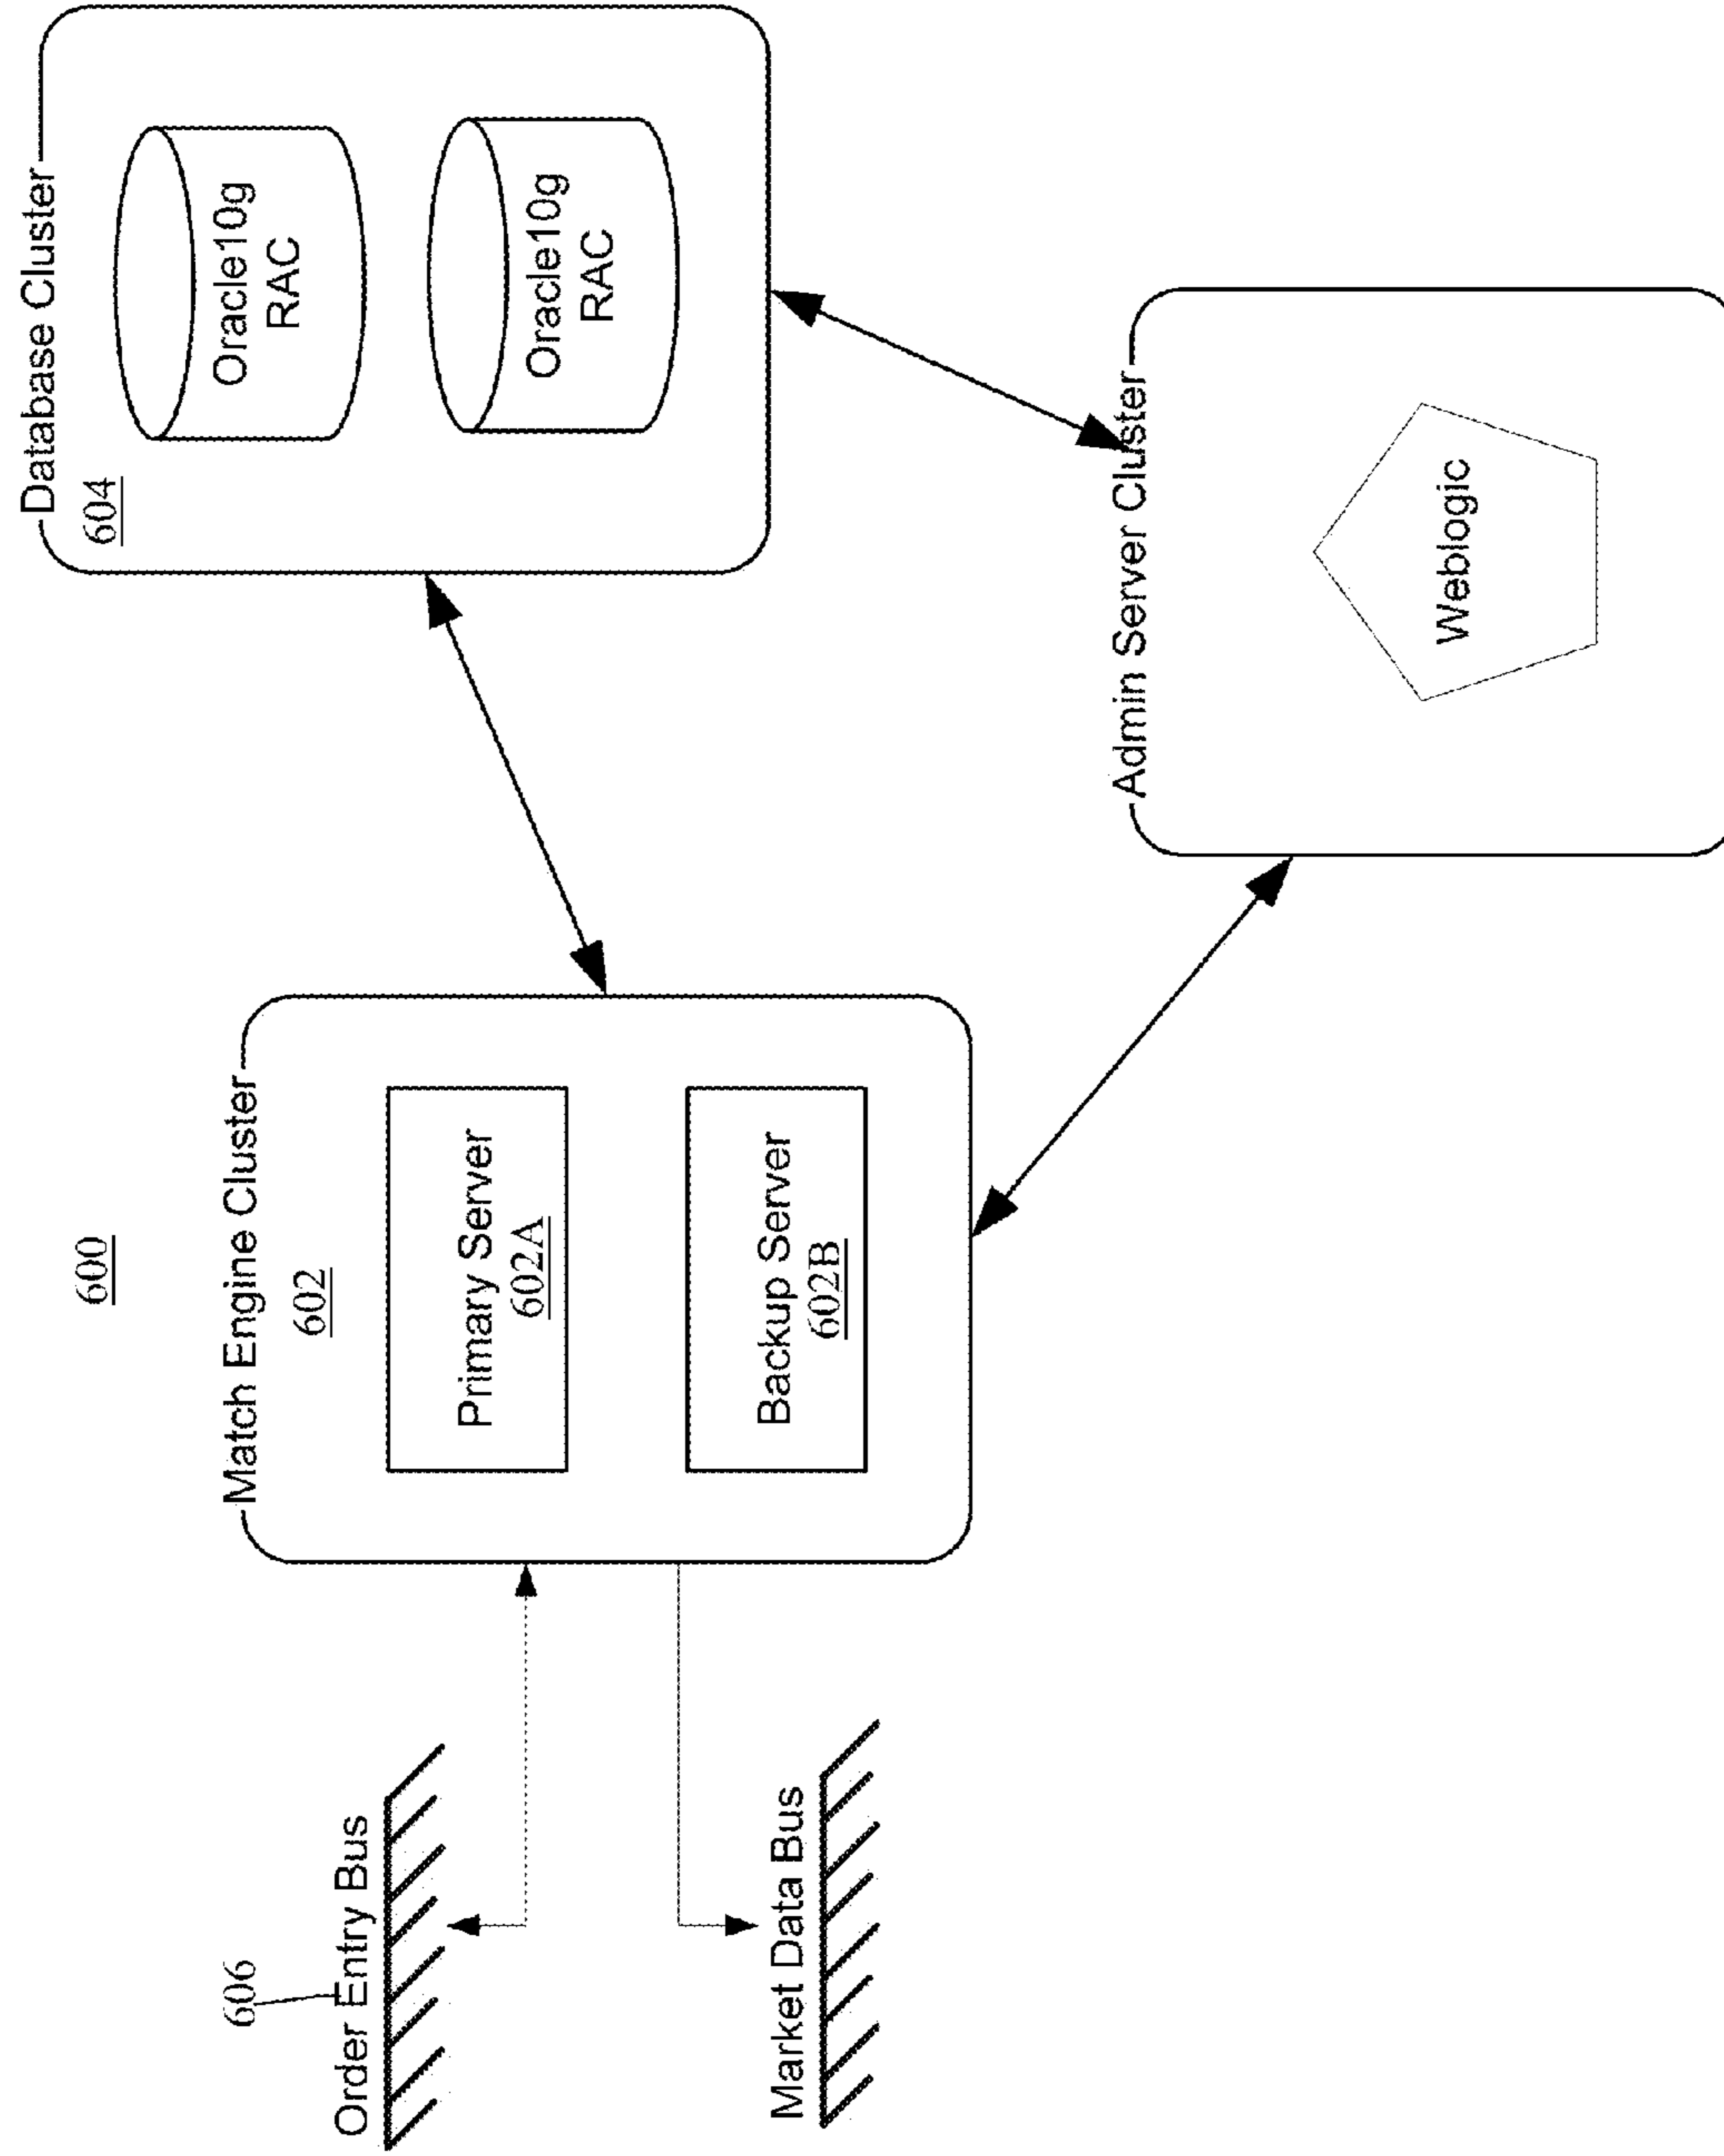 600
606
Order Entry Bus
Market Data Bus
Match Engine Cluster
602
Primary Server
602A
Backup Server
602B
Database Cluster
604
Oracle10g
RAC
Oracle10g
RAC
Admin Server Cluster
Weblogic